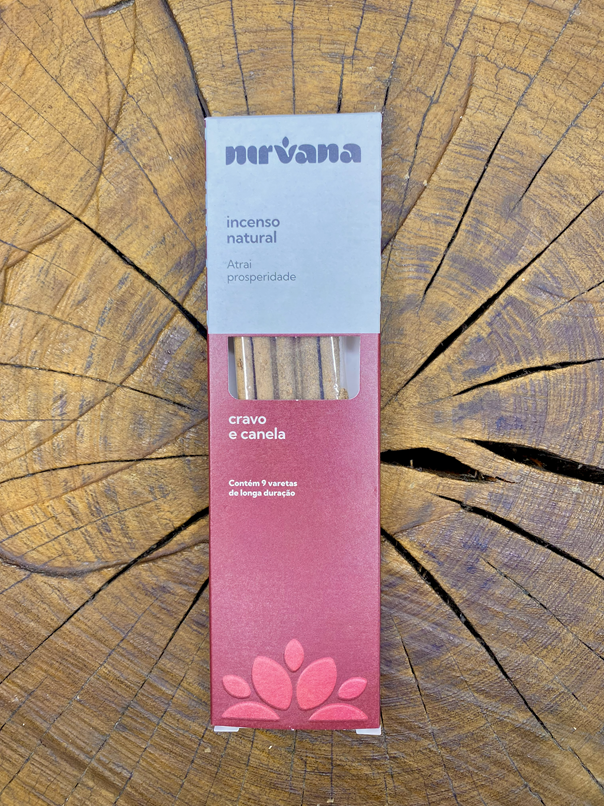 nirvana
incenso
natural
Atrai
prosperidade
cravo
e canela
Contém 9 varetas
de longa duração